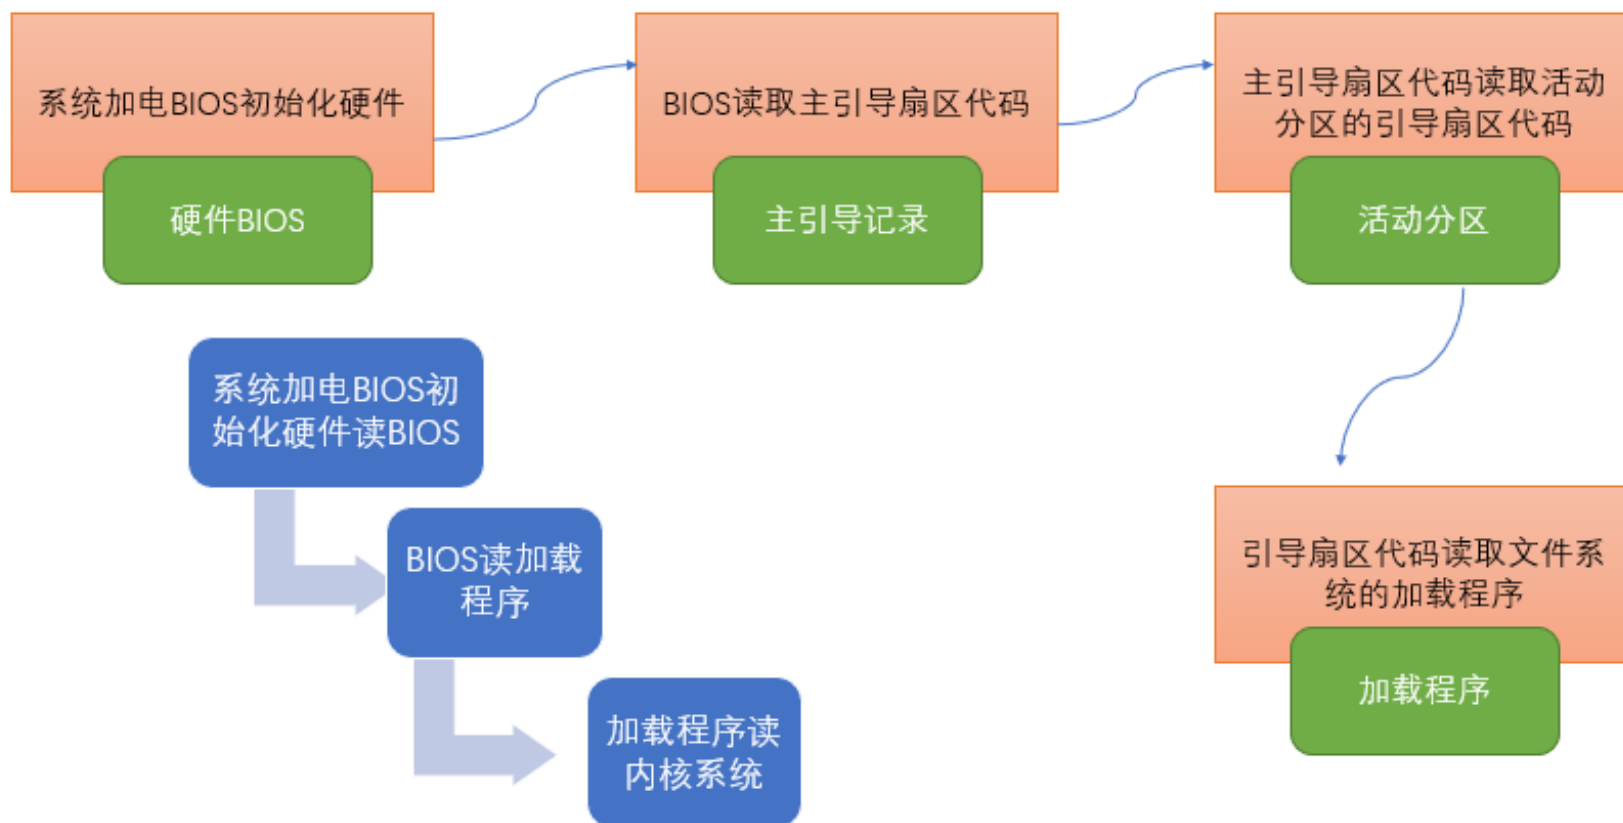 系统加电BIOS初始化硬件
硬件BIOS
BIOS读取主引导扇区代码
主引导记录
主引导扇区代码读取活动
分区的引导扇区代码
活动分区
引导扇区代码读取文件系
统的加载程序
加载程序
系统加电BIOS初
始化硬件读BIOS
BIOS读加载
程序
加载程序读
内核系统